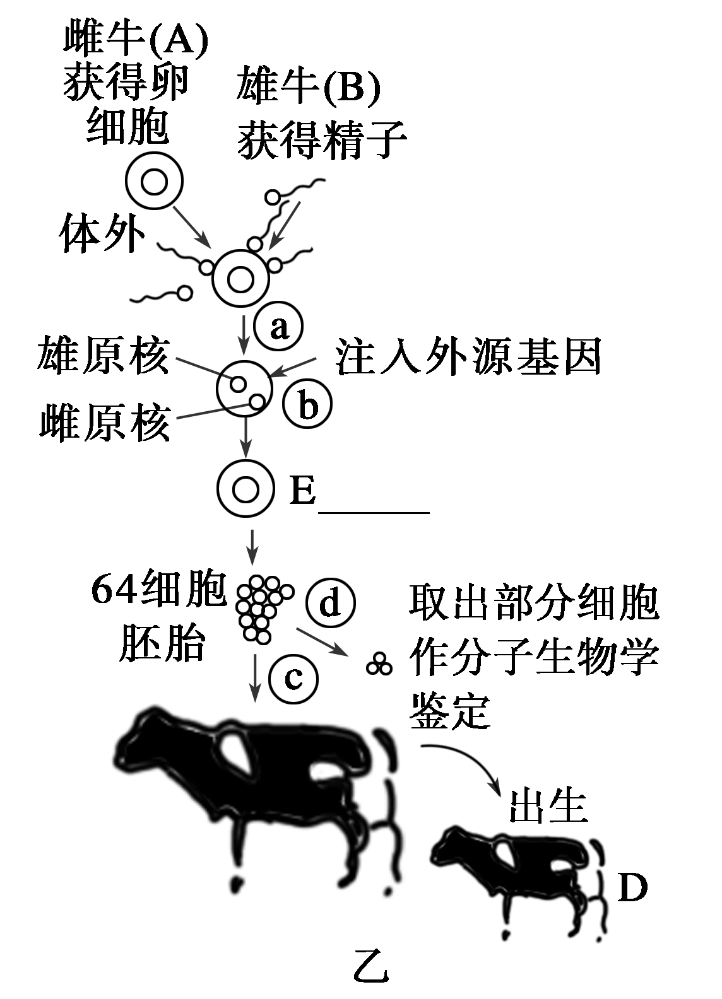 雌牛(A)
获得卵
细胞
雄牛(B)
获得精子
体外
a
雄原核
注入外源基因
b
雌原核
E
64细胞
胚胎
d
取出部分细胞
作分子生物学
鉴定
c
出生
D
乙